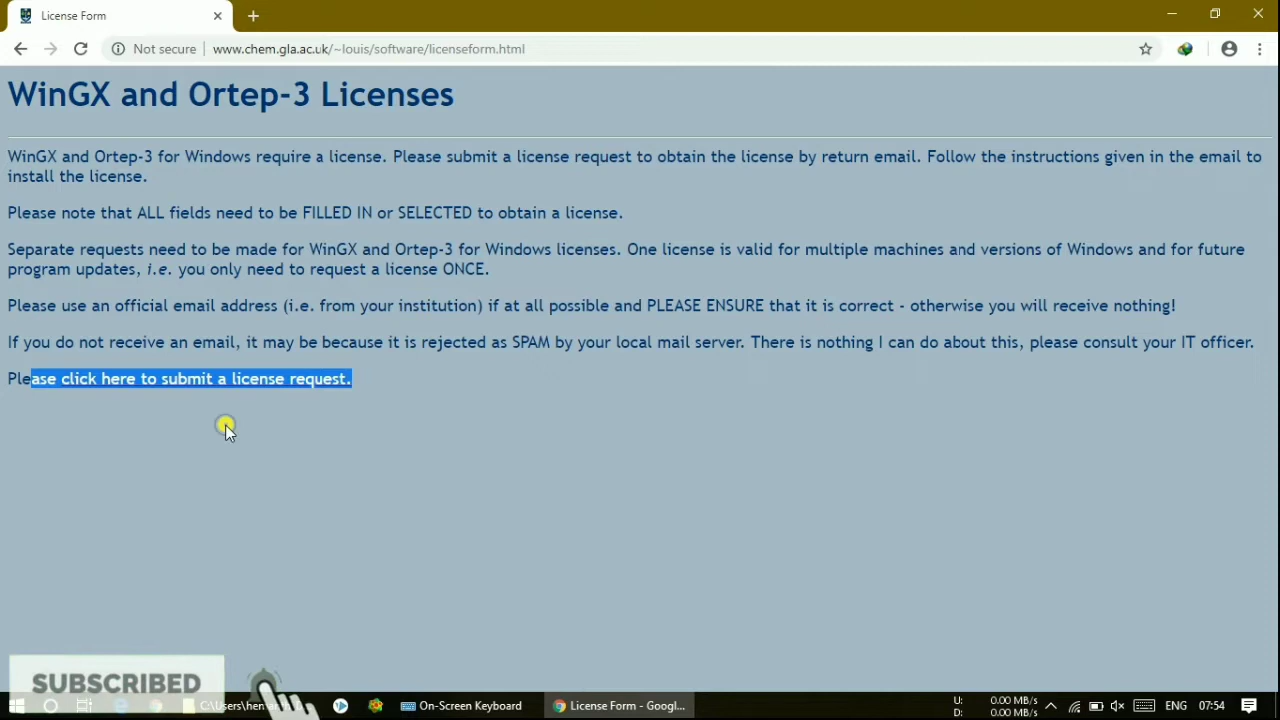 License Form
Not secure
www.chem.gla.ac.uk/~louis/software/licenseform.html
WinGX and Ortep-3 Licenses
WinGX and Ortep-3 for Windows require a license. Please submit a license request to obtain the license by return email. Follow the instructions given in the email to
install the license.
Please note that ALL fields need to be FILLED IN or SELECTED to obtain a license.
Separate requests need to be made for WinGX and Ortep-3 for Windows licenses. One license is valid for multiple machines and versions of Windows and for future
program updates, i.e. you only need to request a license ONCE.
Please use an official email address (i.e. from your institution) if at all possible and PLEASE ENSURE that it is correct - otherwise you will receive nothing!
If you do not receive an email, it may be because it is rejected as SPAM by your local mail server. There is nothing I can do about this, please consult your IT officer.
Please click here to submit a license request.
SUBSCRIBED
On-Screen Keyboard
License Form - Googl...
U: 0.00 MB/s
D: 0.00 MB/s
ENG
07:54